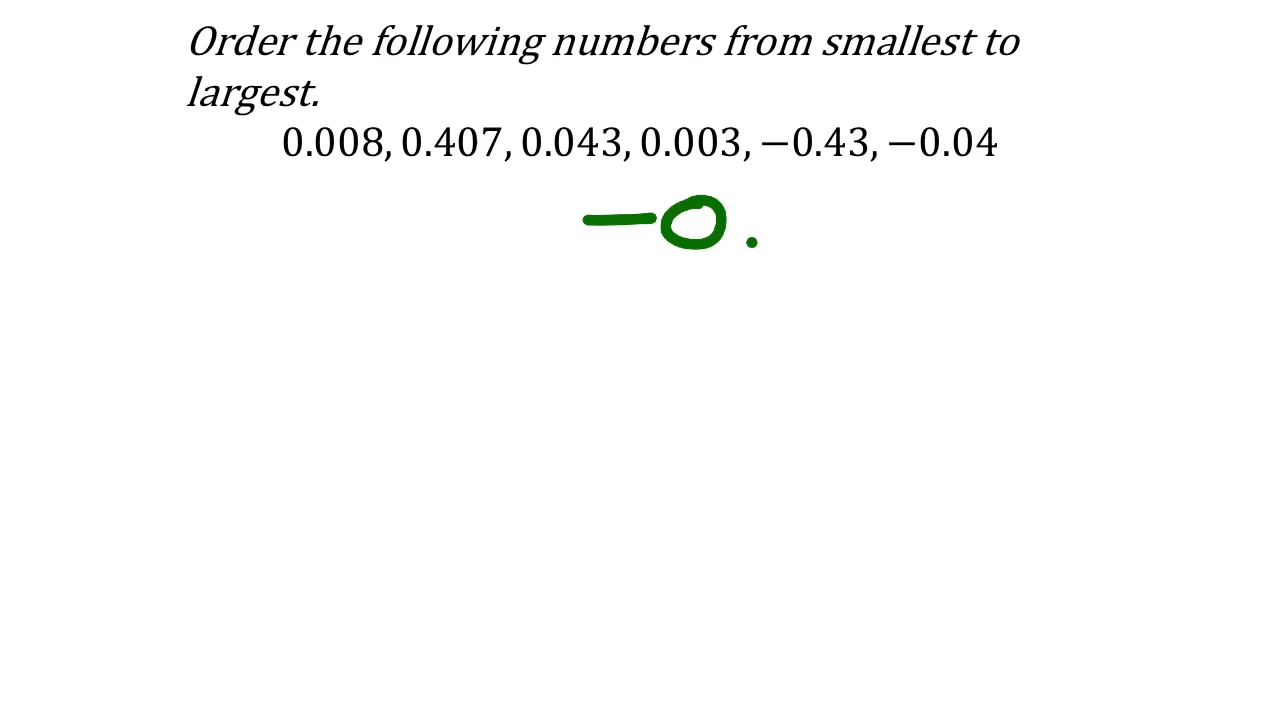 Order the following numbers from smallest to
largest.
0.008, 0.407, 0.043, 0.003, −0.43, −0.04
−0.